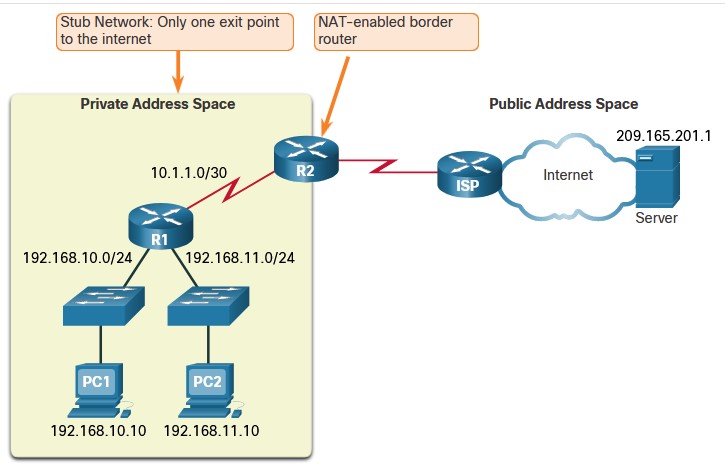 Stub Network: Only one exit point
to the internet
NAT-enabled border
router
Private Address Space
Public Address Space
209.165.201.1
10.1.1.0/30
R2
ISP
Internet
Server
R1
192.168.10.0/24
192.168.11.0/24
PC1
PC2
192.168.10.10
192.168.11.10